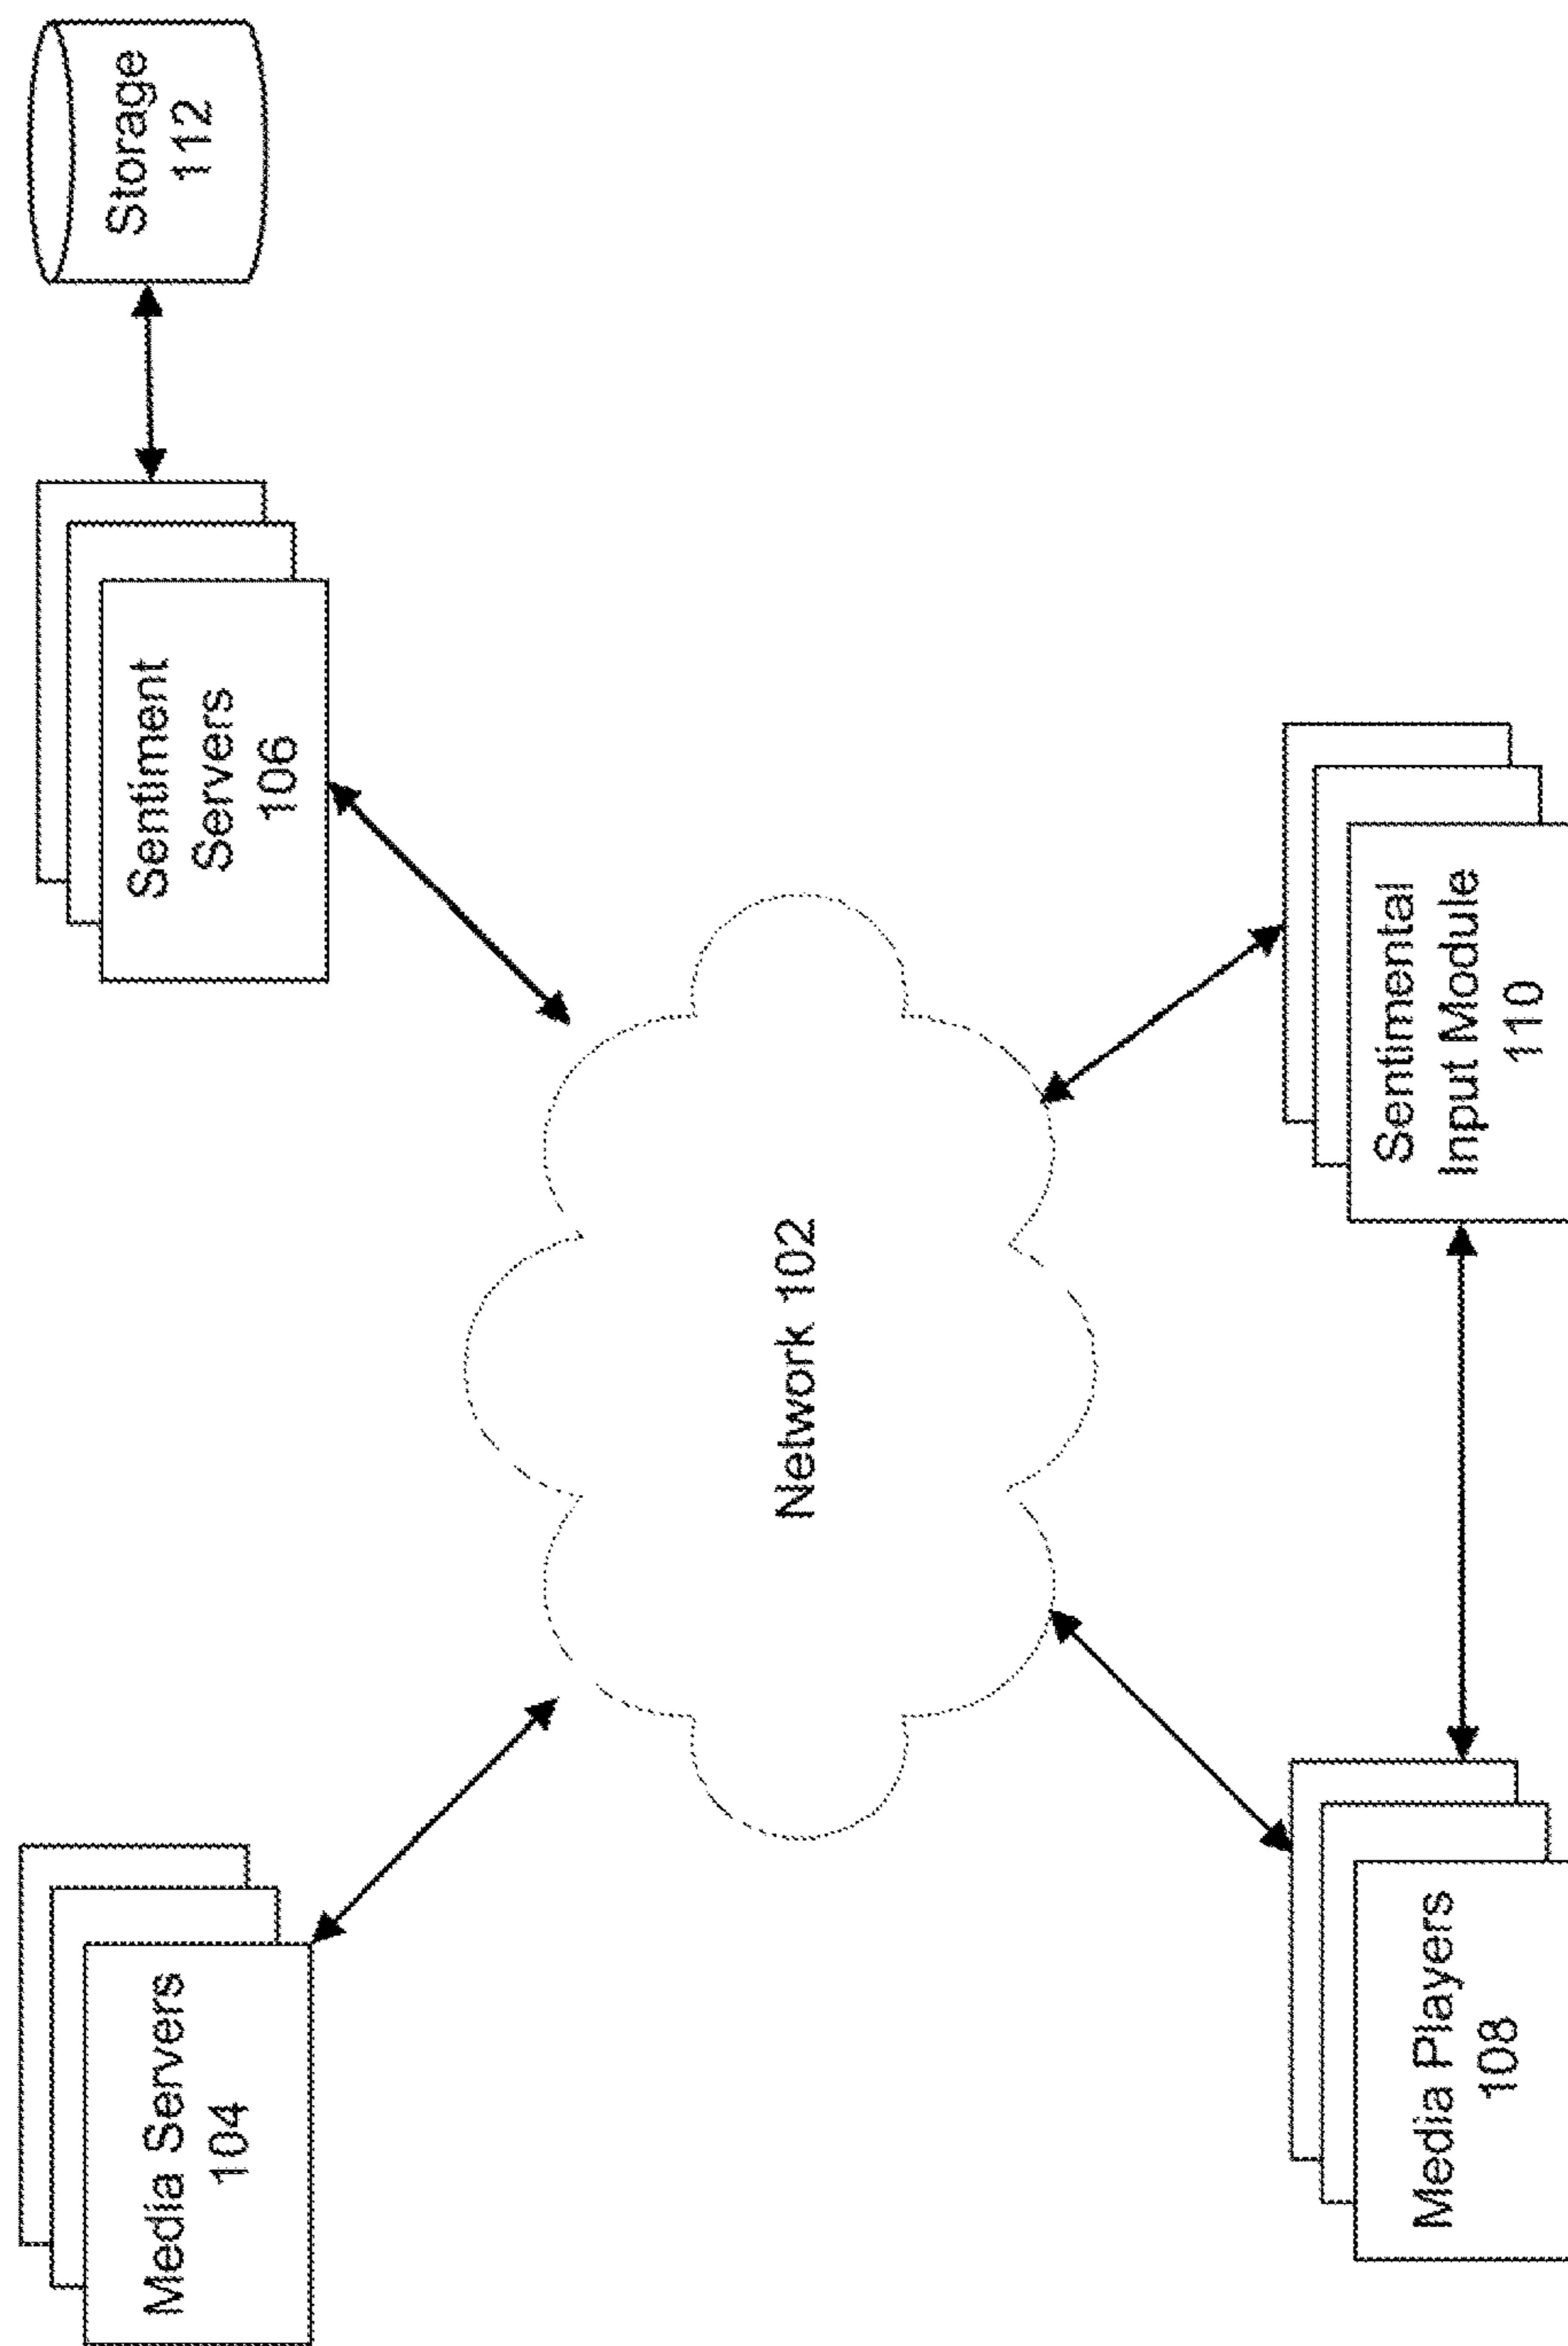 Media Servers
104
Sentiment
Servers
106
Storage
112
Network 102
Media Players
108
Sentimental
Input Module
110